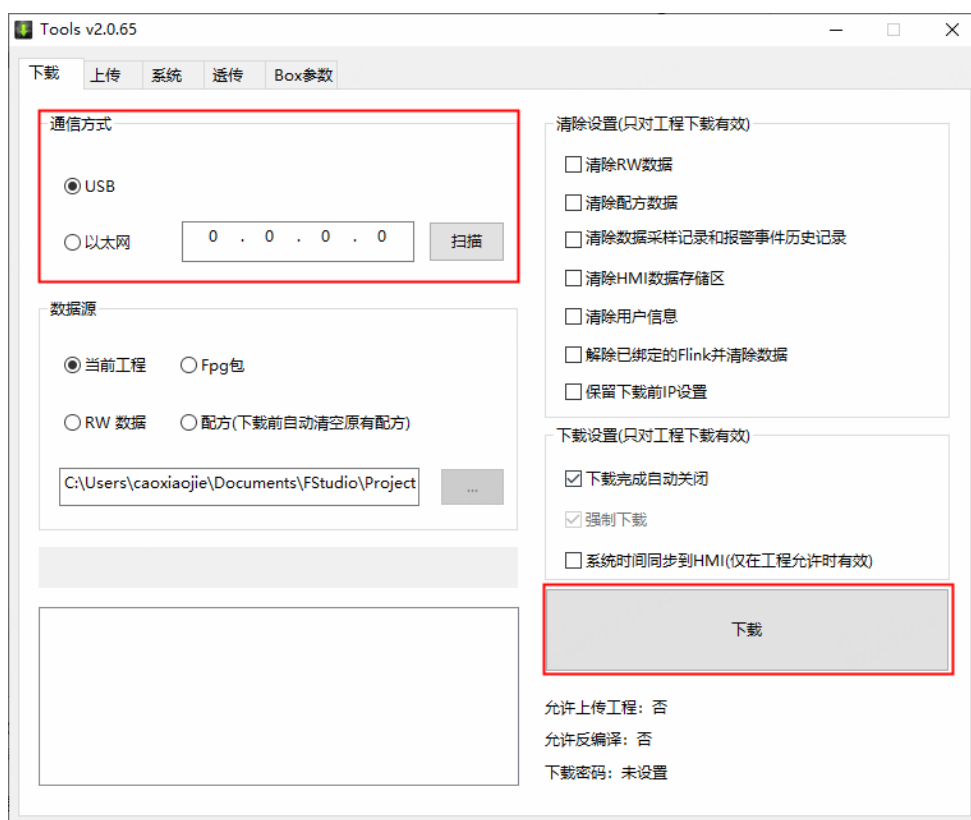 Tools v2.0.65
下载 上传 系统 透传 Box参数
通信方式
USB
以太网 0 . 0 . 0 . 0 扫描
数据源
当前工程 Fpg包
RW 数据 配方(下载前自动清空原有配方)
C:\Users\caoxiaojie\Documents\FStudio\Project ...
清除设置(只对工程下载有效)
清除RW数据
清除配方数据
清除数据采样记录和报警事件历史记录
清除HMI数据存储区
清除用户信息
解除已绑定的Flink并清除数据
保留下载前IP设置
下载设置(只对工程下载有效)
下载完成自动关闭
强制下载
系统时间同步到HMI(仅在工程允许时有效)
下载
允许上传工程：否
允许反编译：否
下载密码：未设置